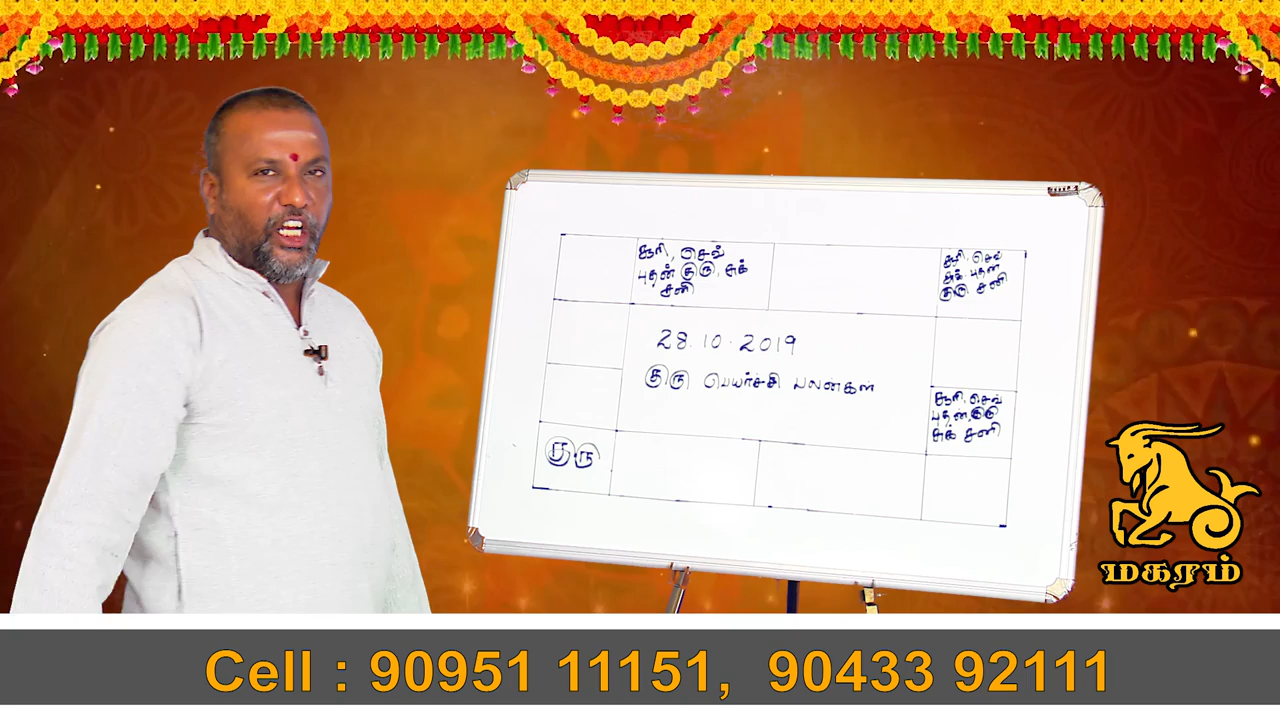 சூரி, செவ்
புதன் குரு, சுக்
சனி
சூரி, செவ்
சுக், புதன்
குரு சனி
28.10.2019
குரு பெயர்ச்சி பலன்கள்
சூரி, செவ்
புதன், குரு
சுக் சனி
குரு
மகரம்
Cell : 90951 11151, 90433 92111